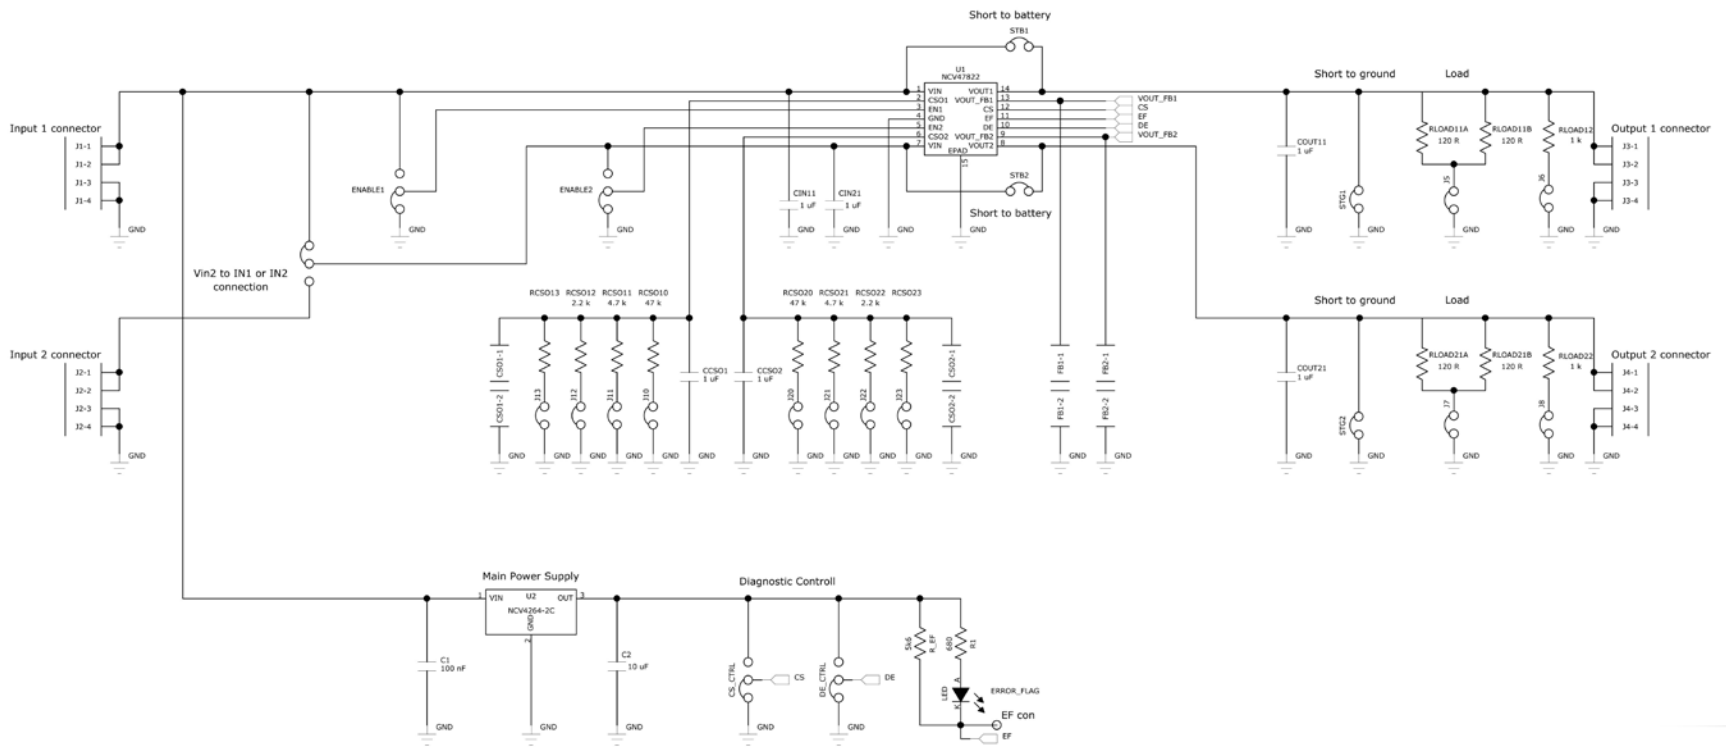 Short to battery
STB1
U1
NCV47822
1 VIN VOUT1 14
2 CSO1 VOUT_FB1 13
3 EN1 CS 12
4 GND EF 11
5 EN2 DE 10
6 CSO2 VOUT_FB2 9
7 VIN VOUT2 8
EPAD
15
VOUT_FB1
CS
EF
DE
VOUT_FB2
STB2
Short to battery
GND
GND
Input 1 connector
J1-1
J1-2
J1-3
J1-4
GND
ENABLE1
GND
ENABLE2
GND
CIN11
1 uF
GND
CIN21
1 uF
GND
Short to ground
Load
COUT11
1 uF
GND
STG1
GND
RLOAD11A
120 R
RLOAD11B
120 R
J5
GND
RLOAD12
1 k
J6
GND
Output 1 connector
J3-1
J3-2
J3-3
J3-4
GND
Vin2 to IN1 or IN2
connection
Input 2 connector
J2-1
J2-2
J2-3
J2-4
GND
RCSO13
RCSO12
2.2 k
RCSO11
4.7 k
RCSO10
47 k
CSO1-1
CSO1-2
J13
J12
J11
J10
CCSO1
1 uF
GND
GND
GND
GND
GND
GND
RCSO20
47 k
RCSO21
4.7 k
RCSO22
2.2 k
RCSO23
CCSO2
1 uF
J20
J21
J22
J23
CSO2-1
CSO2-2
GND
GND
GND
GND
GND
GND
FB1-1
FB1-2
GND
FB2-1
FB2-2
GND
Short to ground
Load
COUT21
1 uF
GND
STG2
GND
RLOAD21A
120 R
RLOAD21B
120 R
J7
GND
RLOAD22
1 k
J8
GND
Output 2 connector
J4-1
J4-2
J4-3
J4-4
GND
Main Power Supply
1 VIN U2 OUT 3
NCV4264-2C
GND
2
GND
C1
100 nF
GND
C2
10 uF
GND
Diagnostic Controll
CS_CTRL
CS
GND
DE_CTRL
DE
GND
5k6
R_EF
680
R1
LED
A
K
ERROR_FLAG
EF con
EF